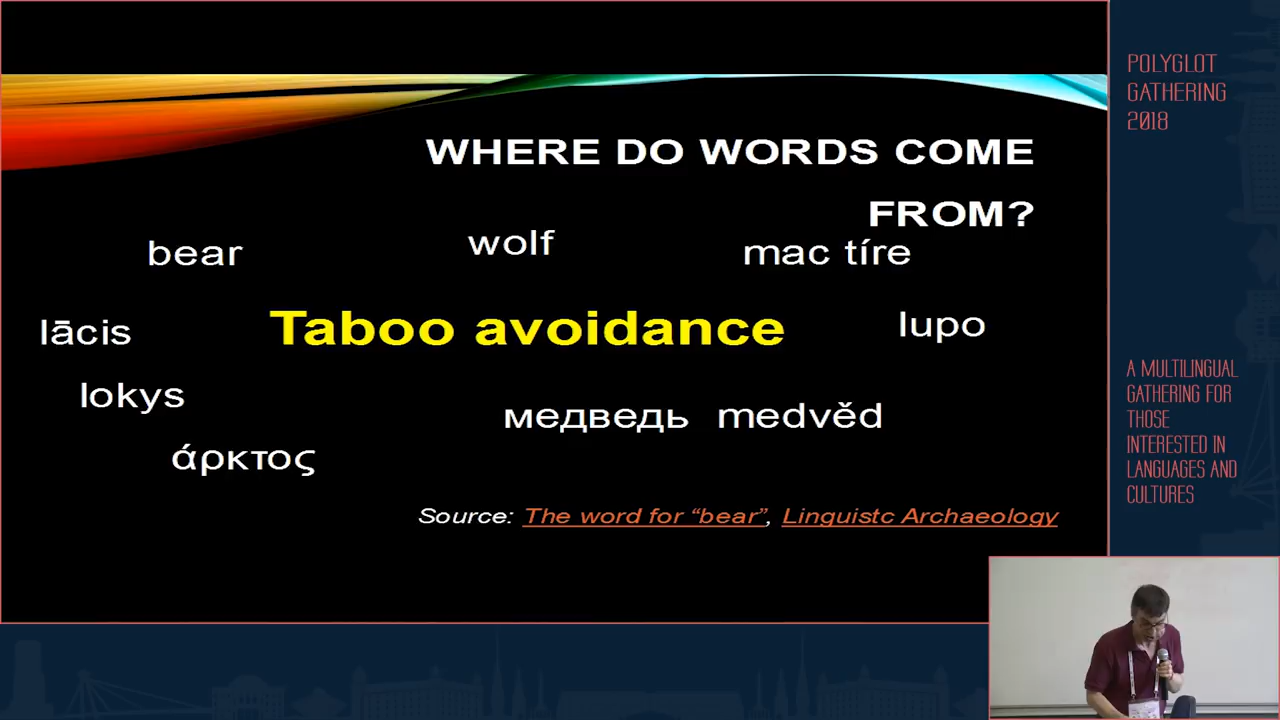 WHERE DO WORDS COME
FROM?
bear
wolf
mac tíre
lācis
Taboo avoidance
lupo
lokys
медведь medvěd
άρκτος
Source: The word for “bear”, Linguistc Archaeology
POLYGLOT
GATHERING
2018
A MULTILINGUAL
GATHERING FOR
THOSE
INTERESTED IN
LANGUAGES AND
CULTURES